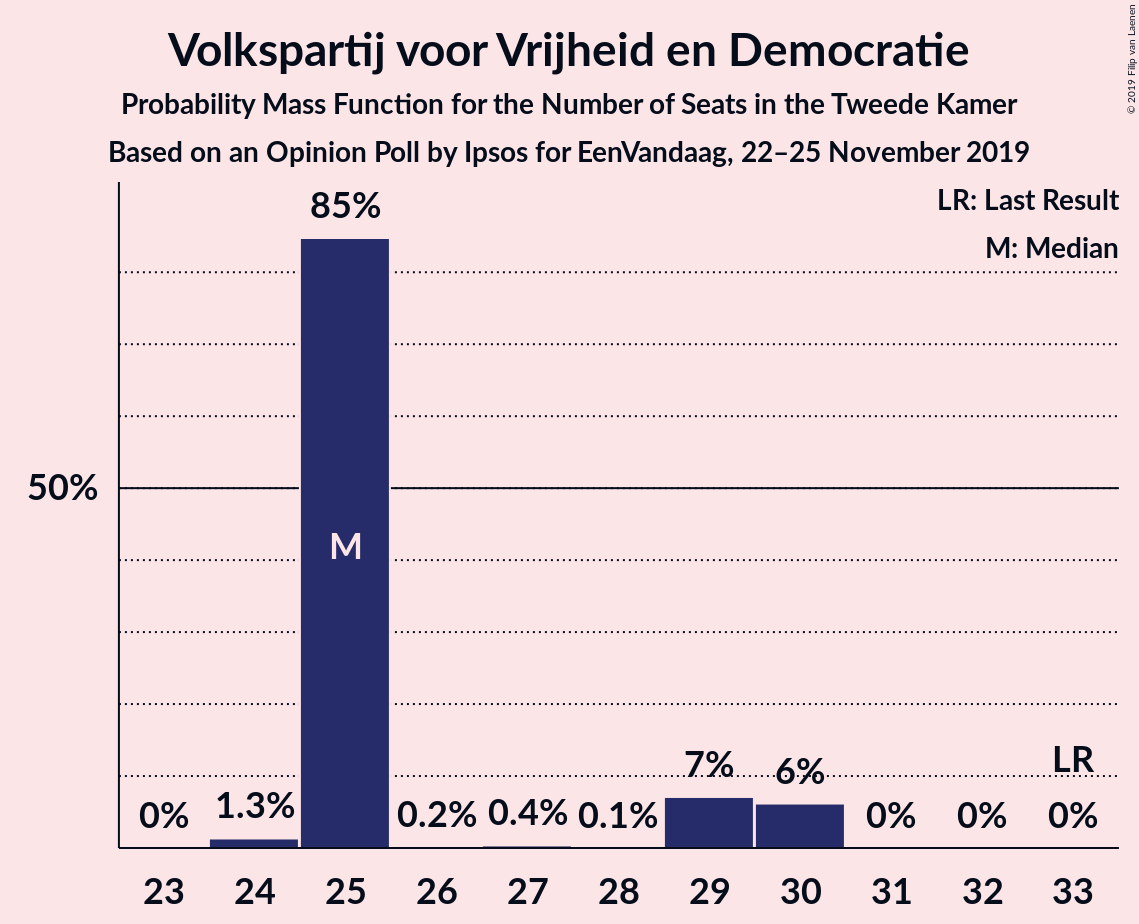 Volkspartij voor Vrijheid en Democratie
Probability Mass Function for the Number of Seats in the Tweede Kamer
Based on an Opinion Poll by Ipsos for EenVandaag, 22–25 November 2019
© 2019 Filip van Laenen
LR: Last Result
M: Median
85%
50%
M
LR
0% 1.3% 0.2% 0.4% 0.1% 7% 6% 0% 0% 0%
23 24 25 26 27 28 29 30 31 32 33